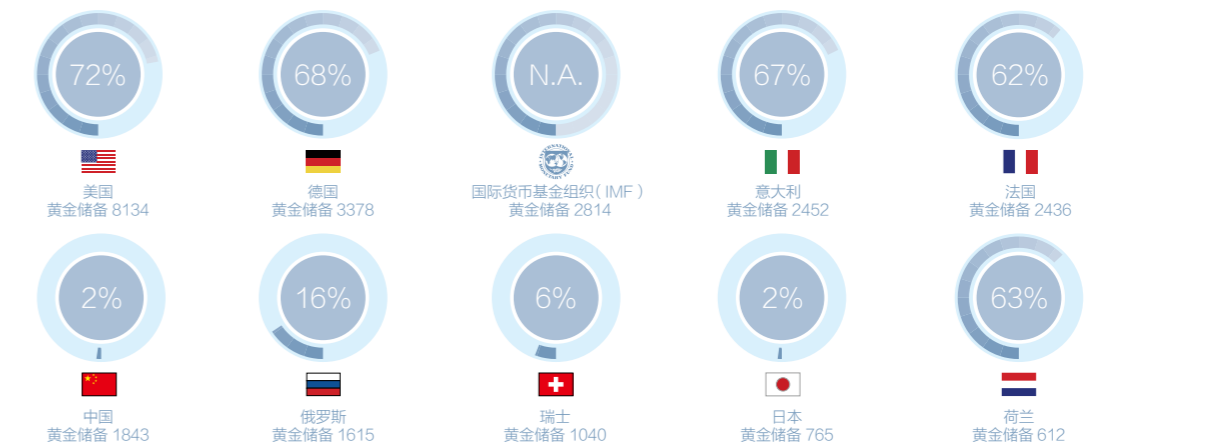 72%
68%
N.A.
67%
62%
美国
黄金储备 8134
德国
黄金储备 3378
国际货币基金组织( IMF )
黄金储备 2814
意大利
黄金储备 2452
法国
黄金储备 2436
2%
16%
6%
2%
63%
中国
黄金储备 1843
俄罗斯
黄金储备 1615
瑞士
黄金储备 1040
日本
黄金储备 765
荷兰
黄金储备 612